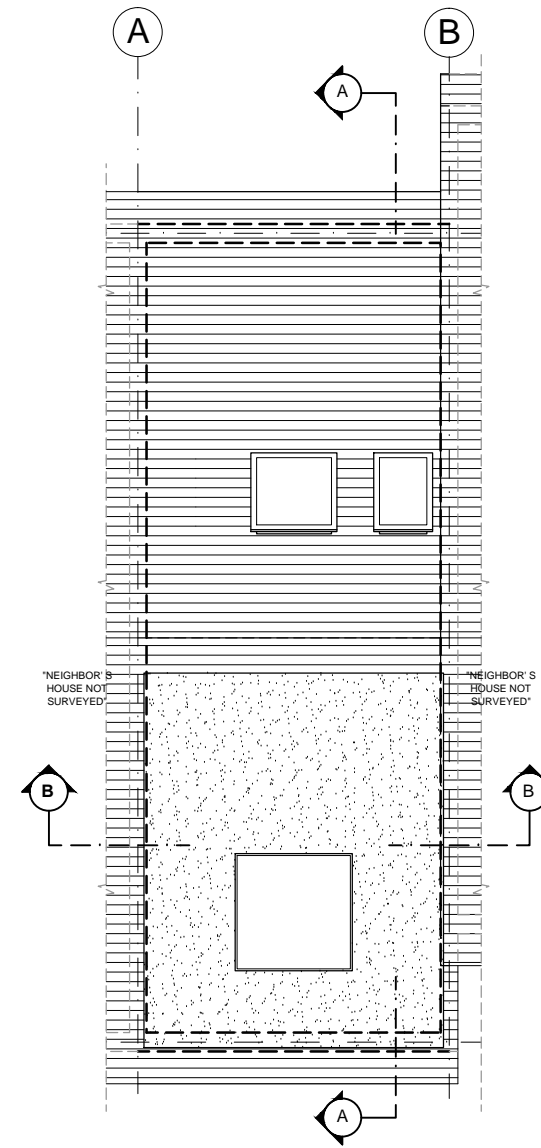 A
B
A
"NEIGHBOR' S
HOUSE NOT
SURVEYED"
"NEIGHBOR' S
HOUSE NOT
SURVEYED"
B
B
A